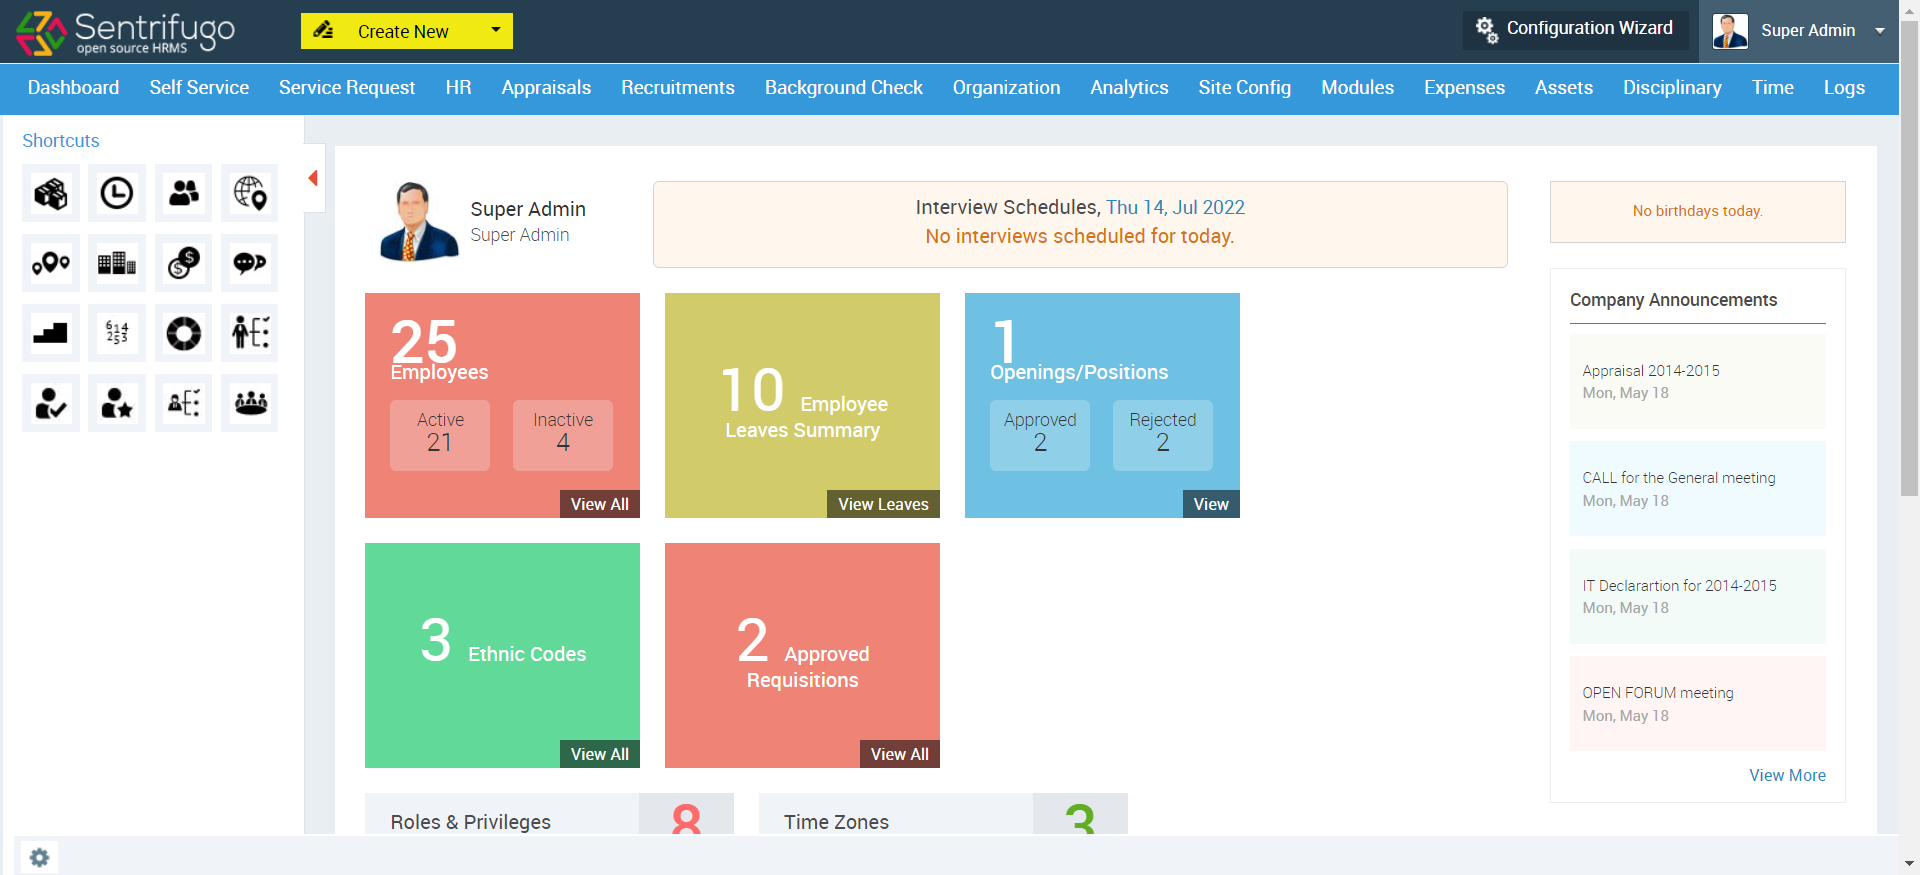 Sentrifugo
open source HRMS
Create New
Configuration Wizard
Super Admin
Dashboard Self Service Service Request HR Appraisals Recruitments Background Check Organization Analytics Site Config Modules Expenses Assets Disciplinary Time Logs
Shortcuts
614
253
Super Admin
Super Admin
Interview Schedules, Thu 14, Jul 2022
No interviews scheduled for today.
No birthdays today.
25
Employees
Active
21
Inactive
4
View All
10 Employee
Leaves Summary
View Leaves
1
Openings/Positions
Approved
2
Rejected
2
View
3 Ethnic Codes
View All
2 Approved
Requisitions
View All
Roles & Privileges 8
Time Zones 3
Company Announcements
Appraisal 2014-2015
Mon, May 18
CALL for the General meeting
Mon, May 18
IT Declarartion for 2014-2015
Mon, May 18
OPEN FORUM meeting
Mon, May 18
View More